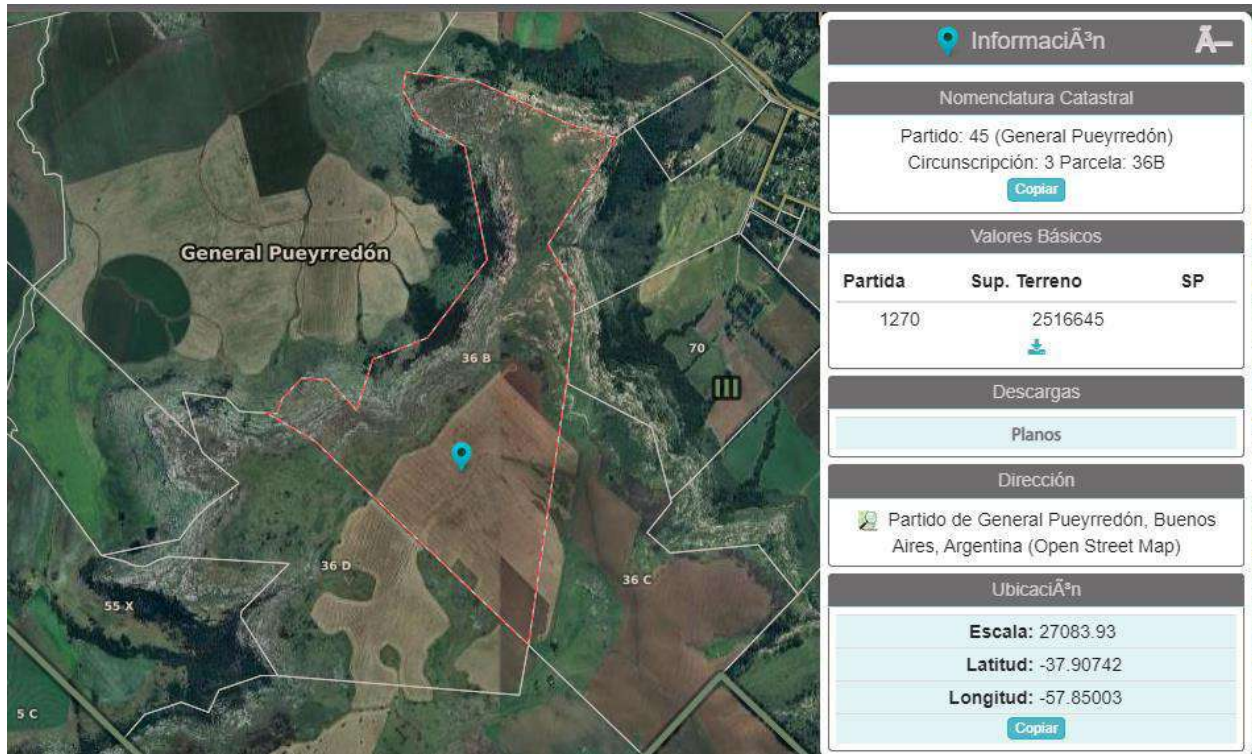 General Pueyrredón
36 B
70
III
36 D
36 C
55 X
5 C
InformaciÃ³n
Ã—
Nomenclatura Catastral
Partido: 45 (General Pueyrredón)
Circunscripción: 3 Parcela: 36B
Copiar
Valores Básicos
Partida Sup. Terreno SP
1270 2516645
Descargas
Planos
Dirección
Partido de General Pueyrredón, Buenos
Aires, Argentina (Open Street Map)
UbicaciÃ³n
Escala: 27083.93
Latitud: -37.90742
Longitud: -57.85003
Copiar